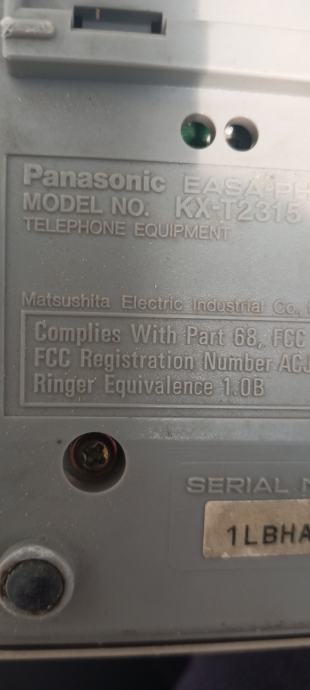 Panasonic EASA-PH
MODEL NO. KX-T2315
TELEPHONE EQUIPMENT
Matsushita Electric Industrial Co.,
Complies With Part 68, FCC
FCC Registration Number ACJ
Ringer Equivalence 1.0B
SERIAL N
1LBHA